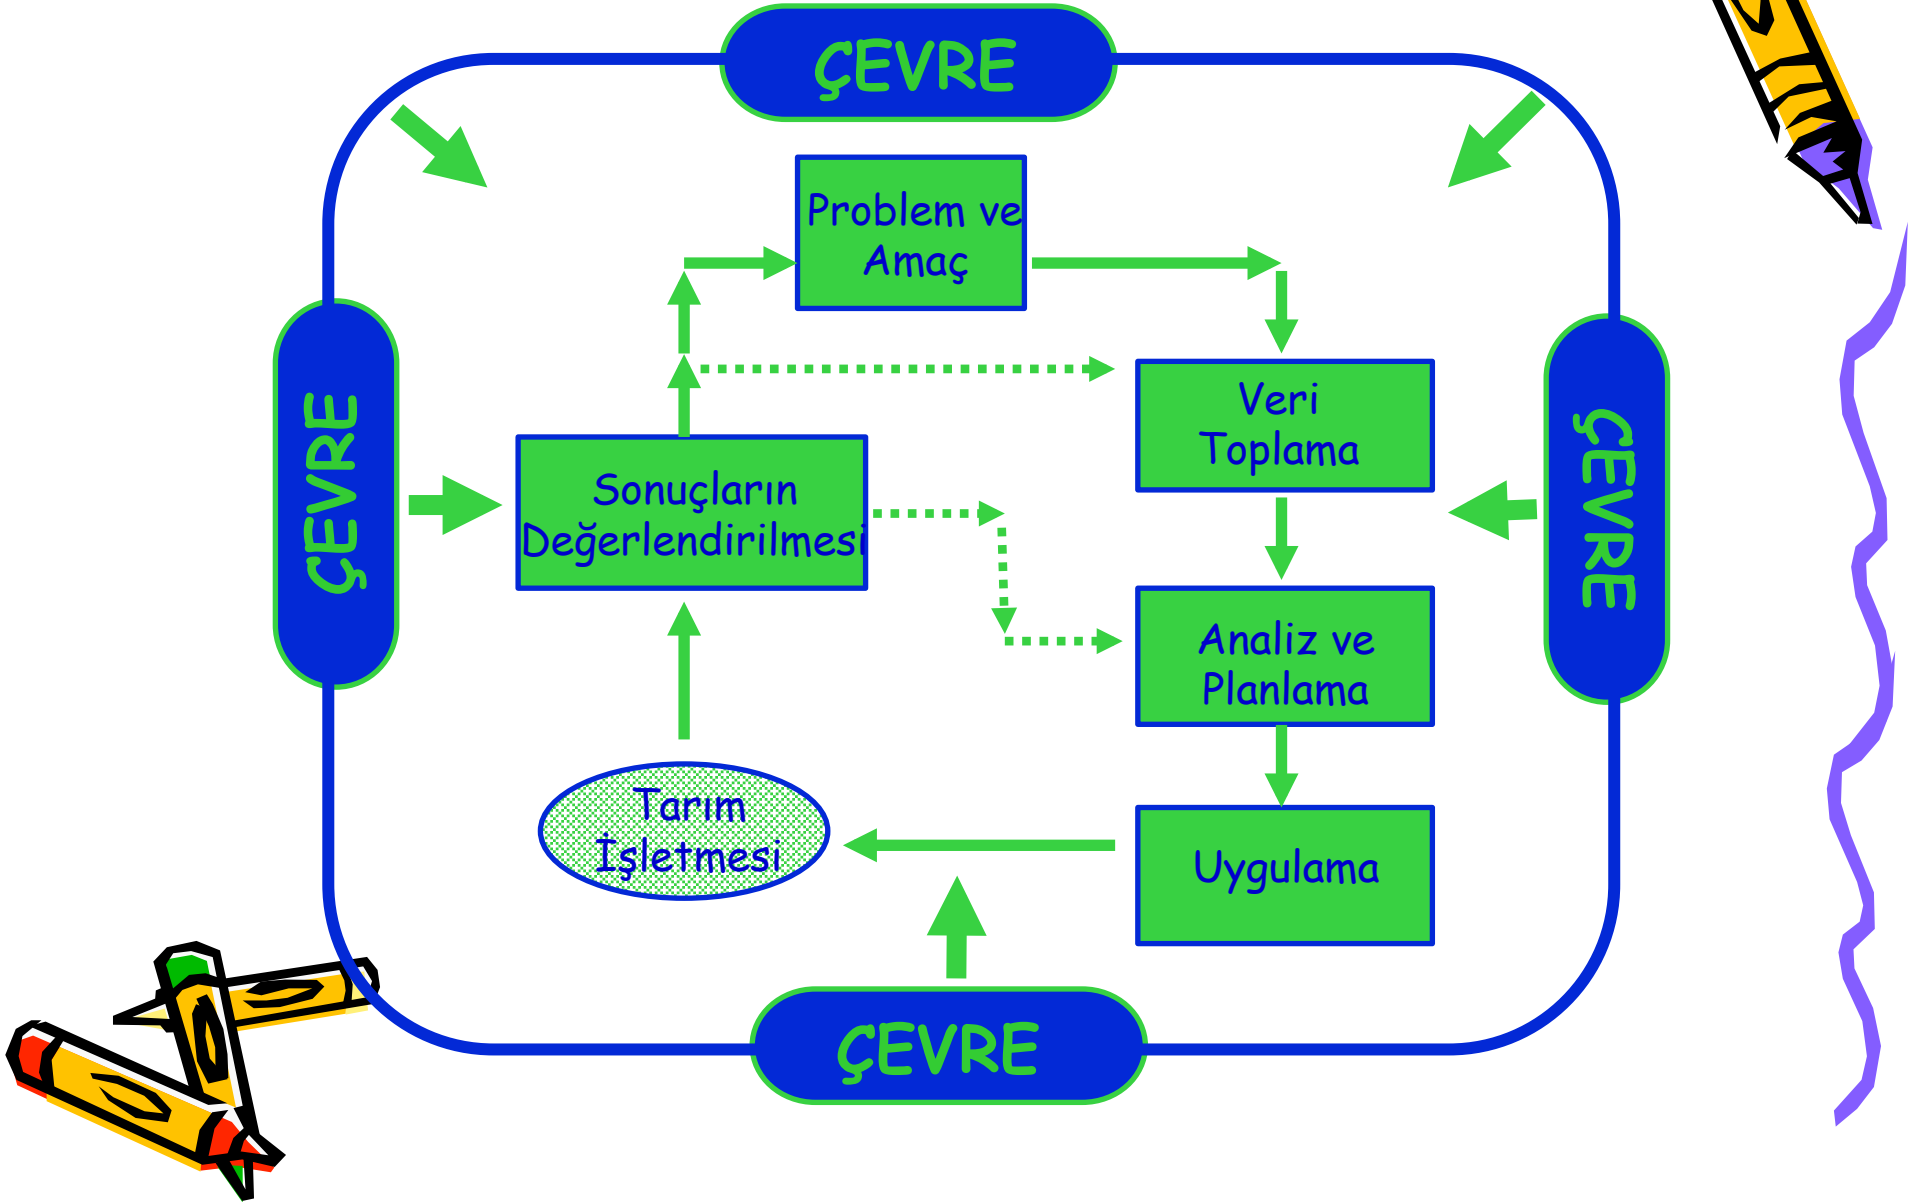 ÇEVRE
Problem ve
Amaç
Veri
Toplama
ÇEVRE
Sonuçların
Değerlendirilmesi
ÇEVRE
Analiz ve
Planlama
Tarım
İşletmesi
Uygulama
ÇEVRE